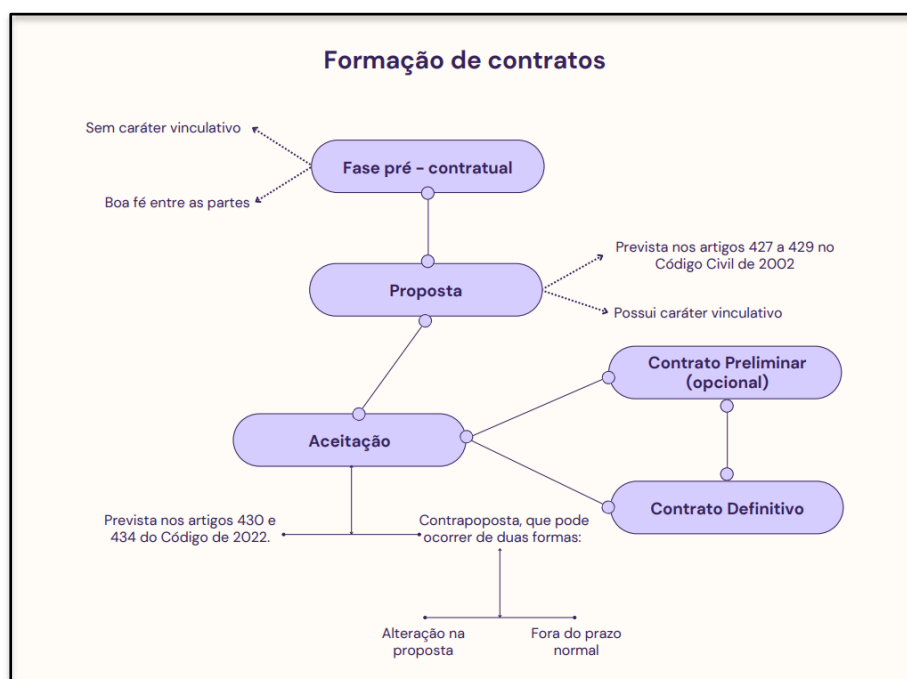 Formação de contratos
Sem caráter vinculativo
Fase pré - contratual
Boa fé entre as partes
Prevista nos artigos 427 a 429 no
Código Civil de 2002
Proposta
Possui caráter vinculativo
Contrato Preliminar
(opcional)
Aceitação
Contrato Definitivo
Prevista nos artigos 430 e
434 do Código de 2022.
Contrapoposta, que pode
ocorrer de duas formas:
Alteração na
proposta
Fora do prazo
normal